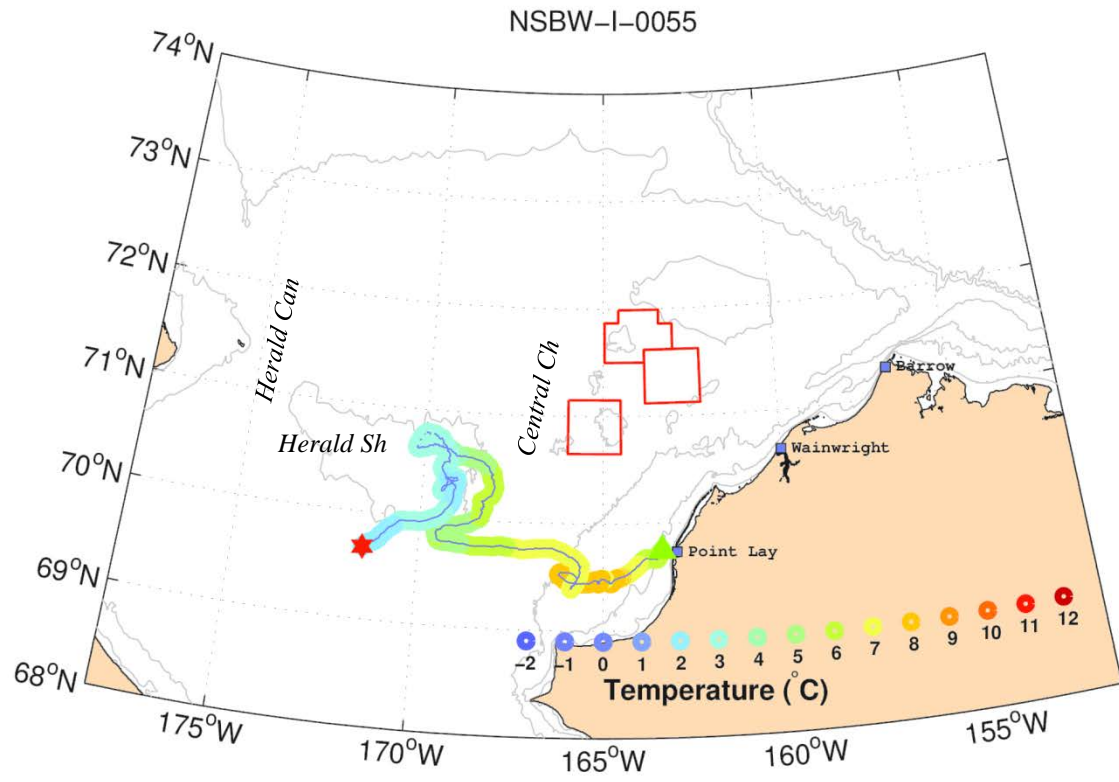 NSBW-I-0055
74°N
73°N
72°N
71°N
70°N
69°N
68°N
Herald Can
Central Ch
Herald Sh
Barrow
Wainwright
Point Lay
-2 -1 0 1 2 3 4 5 6 7 8 9 10 11 12
Temperature (°C)
175°W 170°W 165°W 160°W 155°W